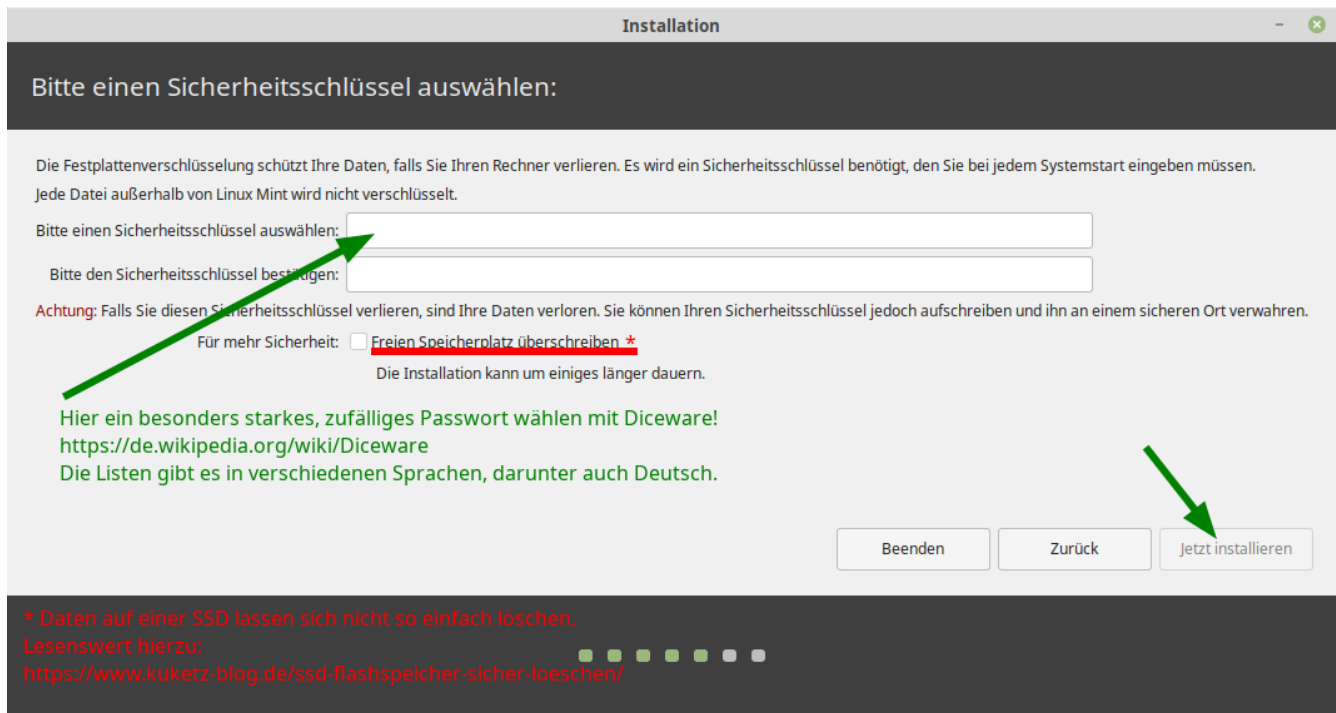 Installation
Bitte einen Sicherheitsschlüssel auswählen:
Die Festplattenverschlüsselung schützt Ihre Daten, falls Sie Ihren Rechner verlieren. Es wird ein Sicherheitsschlüssel benötigt, den Sie bei jedem Systemstart eingeben müssen.
Jede Datei außerhalb von Linux Mint wird nicht verschlüsselt.
Bitte einen Sicherheitsschlüssel auswählen:
Bitte den Sicherheitsschlüssel bestätigen:
Achtung: Falls Sie diesen Sicherheitsschlüssel verlieren, sind Ihre Daten verloren. Sie können Ihren Sicherheitsschlüssel jedoch aufschreiben und ihn an einem sicheren Ort verwahren.
Für mehr Sicherheit: Freien Speicherplatz überschreiben *
Die Installation kann um einiges länger dauern.
Hier ein besonders starkes, zufälliges Passwort wählen mit Diceware!
https://de.wikipedia.org/wiki/Diceware
Die Listen gibt es in verschiedenen Sprachen, darunter auch Deutsch.
Beenden Zurück Jetzt installieren
* Daten auf einer SSD lassen sich nicht so einfach löschen.
Lesenswert hierzu:
https://www.kuketz-blog.de/ssd-flashspeicher-sicher-loeschen/